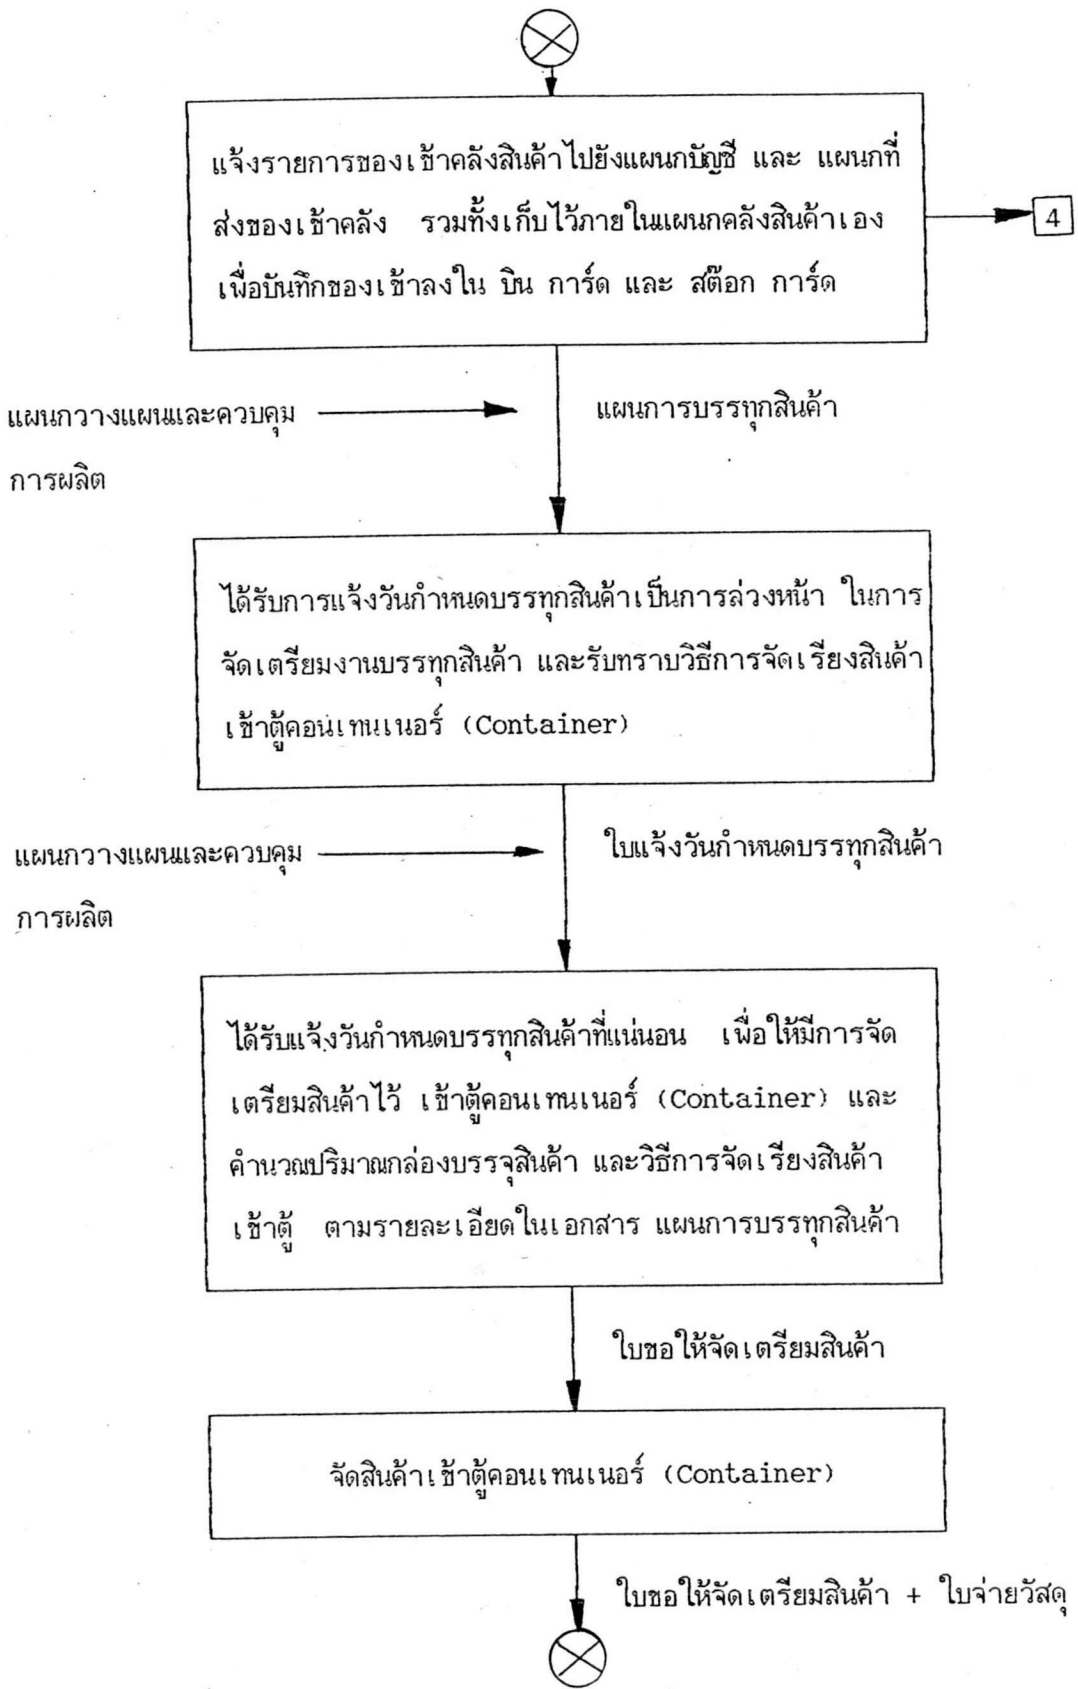 แจ้งรายการของเข้าคลังสินค้าไปยังแผนกบัญชี และ แผนกที่
ส่งของเข้าคลัง รวมทั้งเก็บไว้ภายในแผนกคลังสินค้าเอง
เพื่อบันทึกของเข้าลงใน บิน การ์ด และ สต๊อก การ์ด
4
แผนกวางแผนและควบคุม
การผลิต
แผนการบรรทุกสินค้า
ได้รับการแจ้งวันกำหนดบรรทุกสินค้าเป็นการล่วงหน้า ในการ
จัดเตรียมงานบรรทุกสินค้า และรับทราบวิธีการจัดเรียงสินค้า
เข้าตู้คอนเทนเนอร์ (Container)
แผนกวางแผนและควบคุม
การผลิต
ใบแจ้งวันกำหนดบรรทุกสินค้า
ได้รับแจ้งวันกำหนดบรรทุกสินค้าที่แน่นอน เพื่อให้มีการจัด
เตรียมสินค้าไว้ เข้าตู้คอนเทนเนอร์ (Container) และ
คำนวณปริมาณกล่องบรรจุสินค้า และวิธีการจัดเรียงสินค้า
เข้าตู้ ตามรายละเอียดในเอกสาร แผนการบรรทุกสินค้า
ใบขอให้จัดเตรียมสินค้า
จัดสินค้าเข้าตู้คอนเทนเนอร์ (Container)
ใบขอให้จัดเตรียมสินค้า + ใบจ่ายวัสดุ